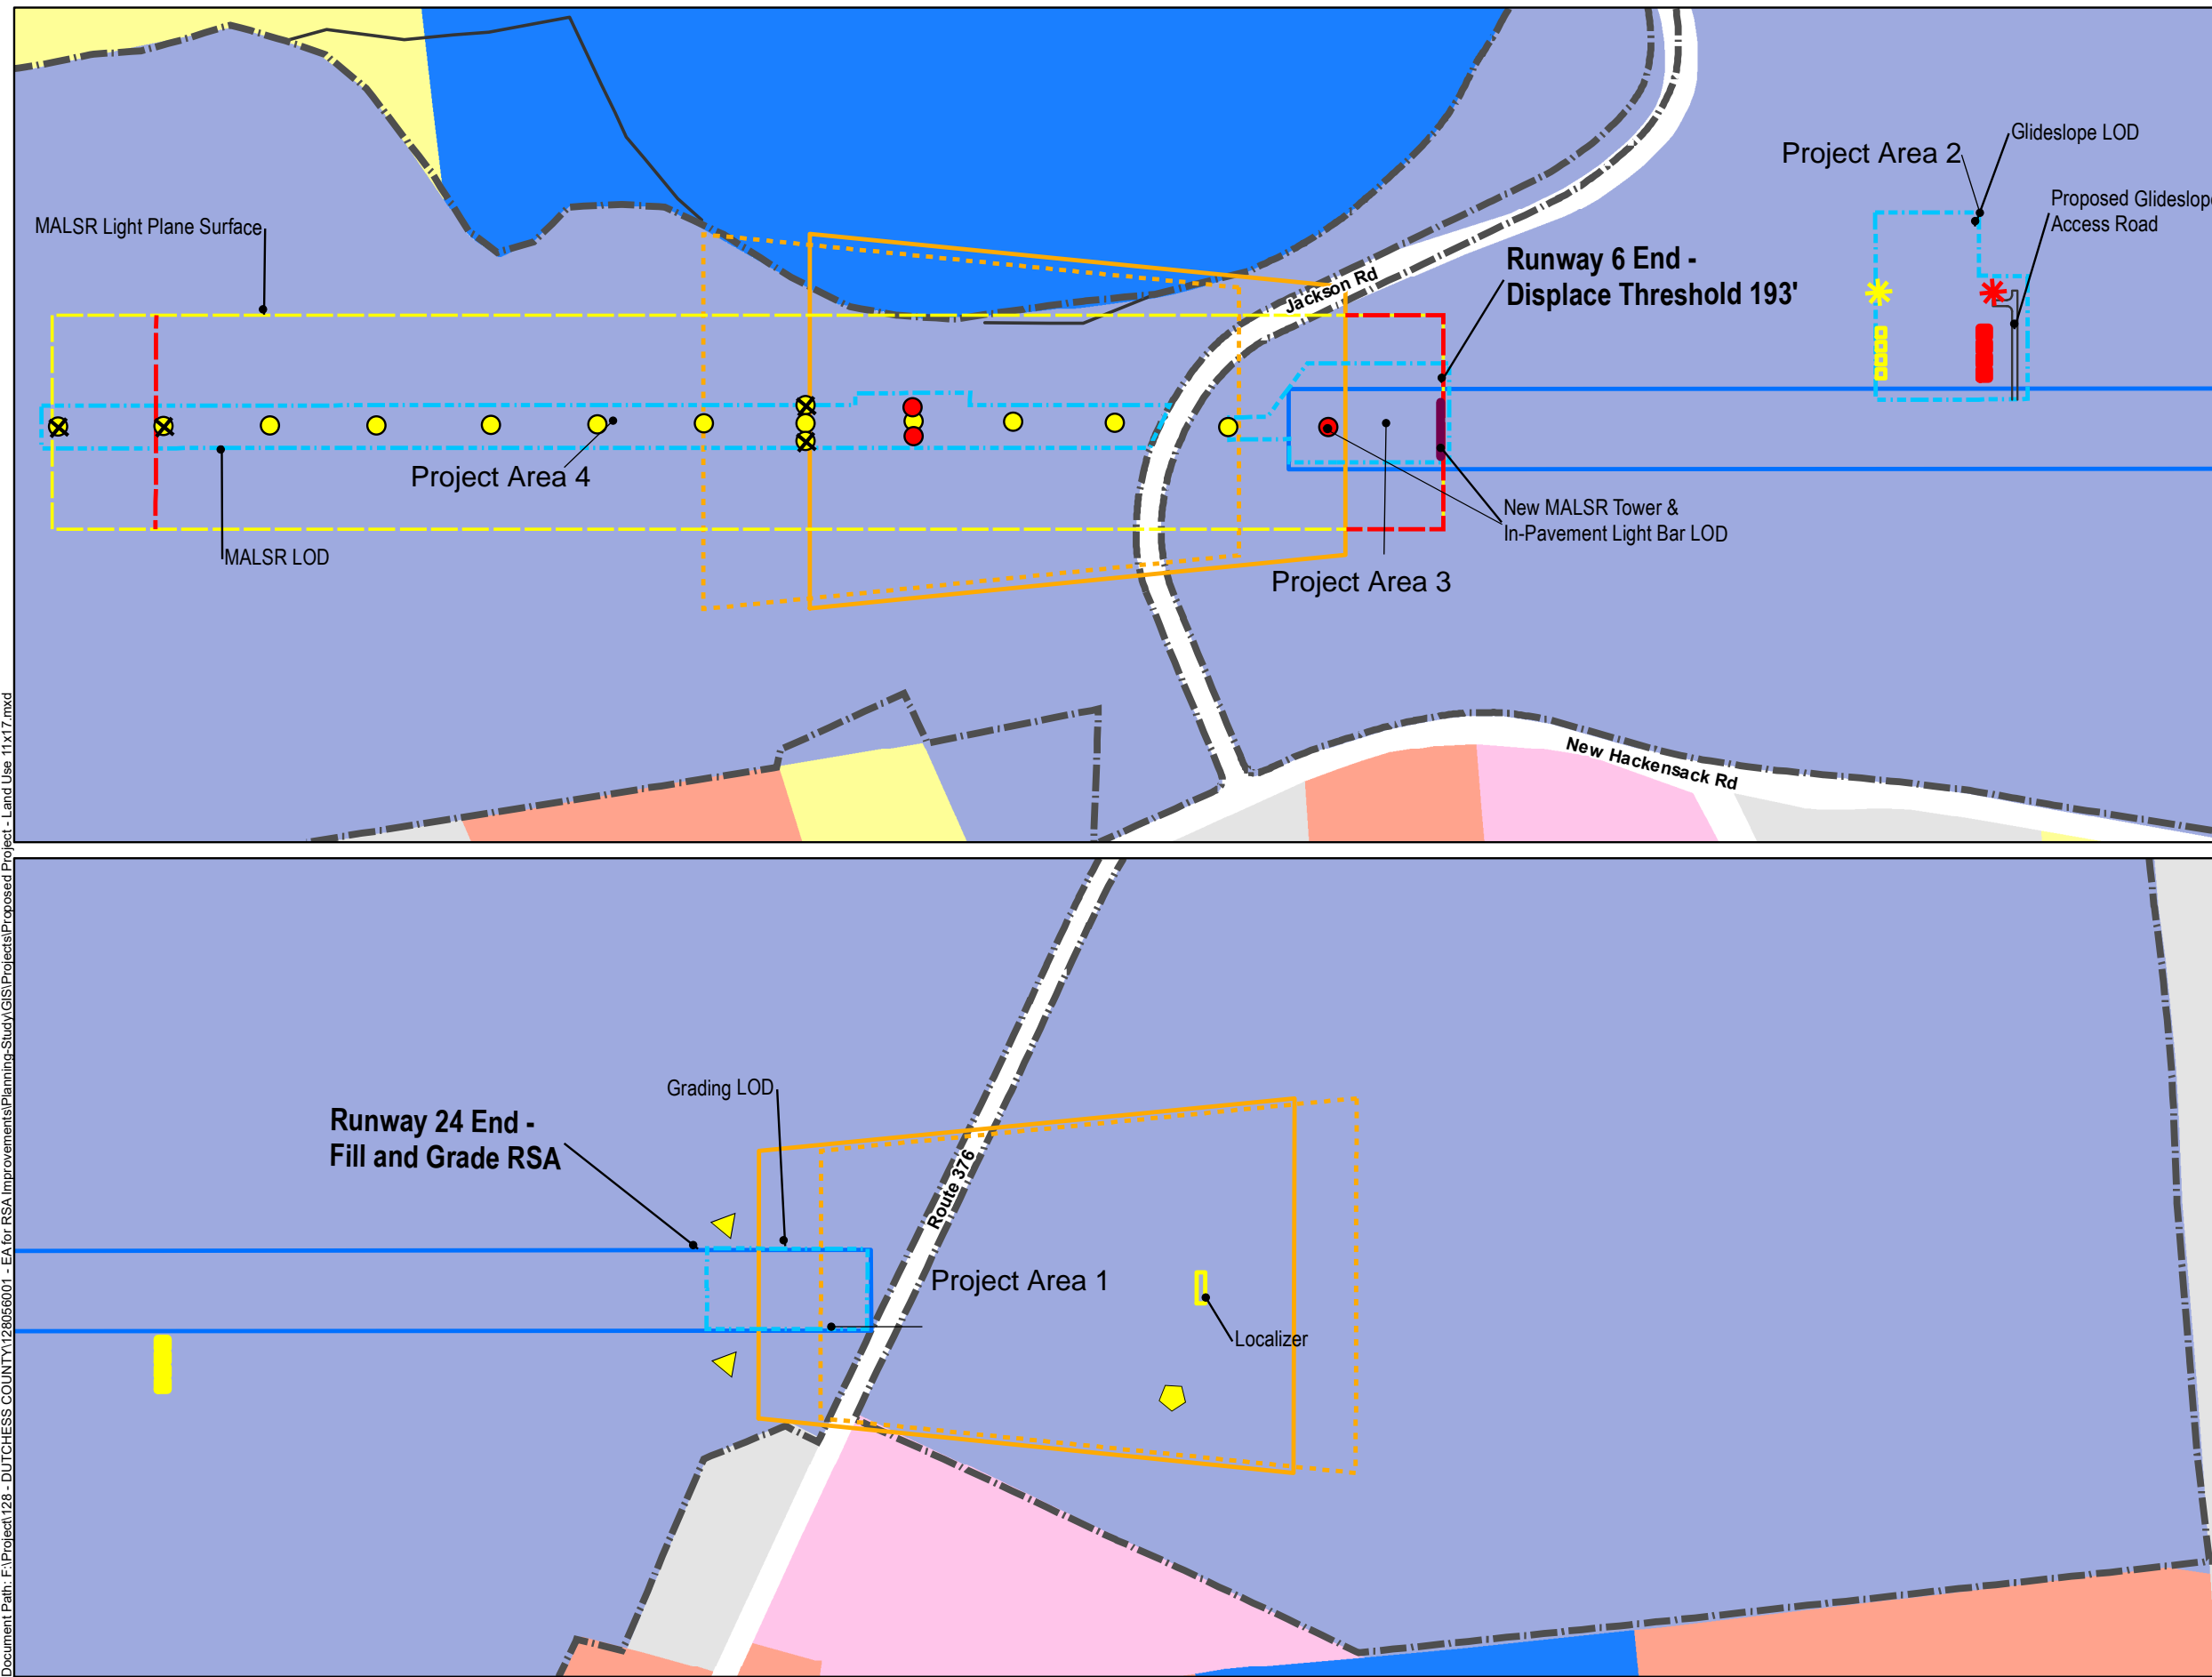 Project Area 2
Glideslope LOD
Proposed Glideslope
Access Road
MALSR Light Plane Surface
Runway 6 End -
Displace Threshold 193'
Jackson Rd
Project Area 4
MALSR LOD
New MALSR Tower &
In-Pavement Light Bar LOD
Project Area 3
New Hackensack Rd
Grading LOD
Runway 24 End -
Fill and Grade RSA
Route 376
Project Area 1
Localizer
Document Path: F:\Project\128 - DUTCHESS COUNTY\128056001 - EA for RSA Improvements\Planning-Study\GIS\Projects\Proposed Project - Land Use 11x17.mxd